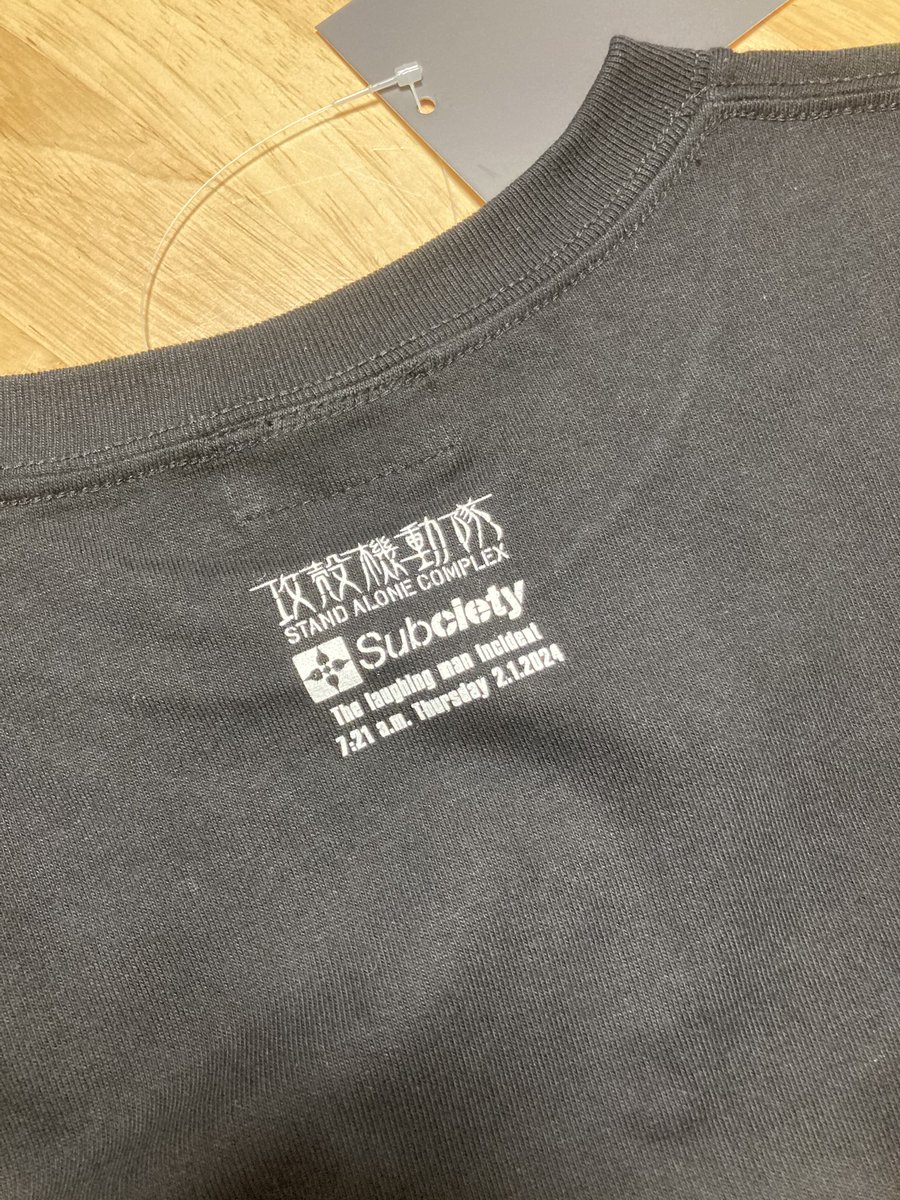 攻殻機動隊
STAND ALONE COMPLEX
Subciety
The laughing man incident
7:21 a.m. Thursday 2.1.2024